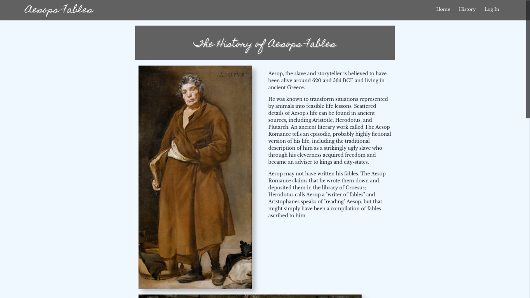 Aesops-Fables
Home History Log In
The History of Aesops-Fables
Aesop, the slave and storyteller is believed to have
been alive around 620 and 564 BCE and living in
ancient Greece.
He was known to transform situations represented
by animals into feasible life lessons. Scattered
details of Aesop's life can be found in ancient
sources, including Aristotle, Herodotus, and
Plutarch. An ancient literary work called The Aesop
Romance tells an episodic, probably highly fictional
version of his life, including the traditional
description of him as a strikingly ugly slave who
through his cleverness acquired freedom and
became an adviser to kings and city-states.
Aesop may not have written his fables. The Aesop
Romance claims that he wrote them down and
deposited them in the library of Croesus;
Herodotus calls Aesop a "writer of fables" and
Aristophanes speaks of "reading" Aesop, but that
might simply have been a compilation of fables
ascribed to him.